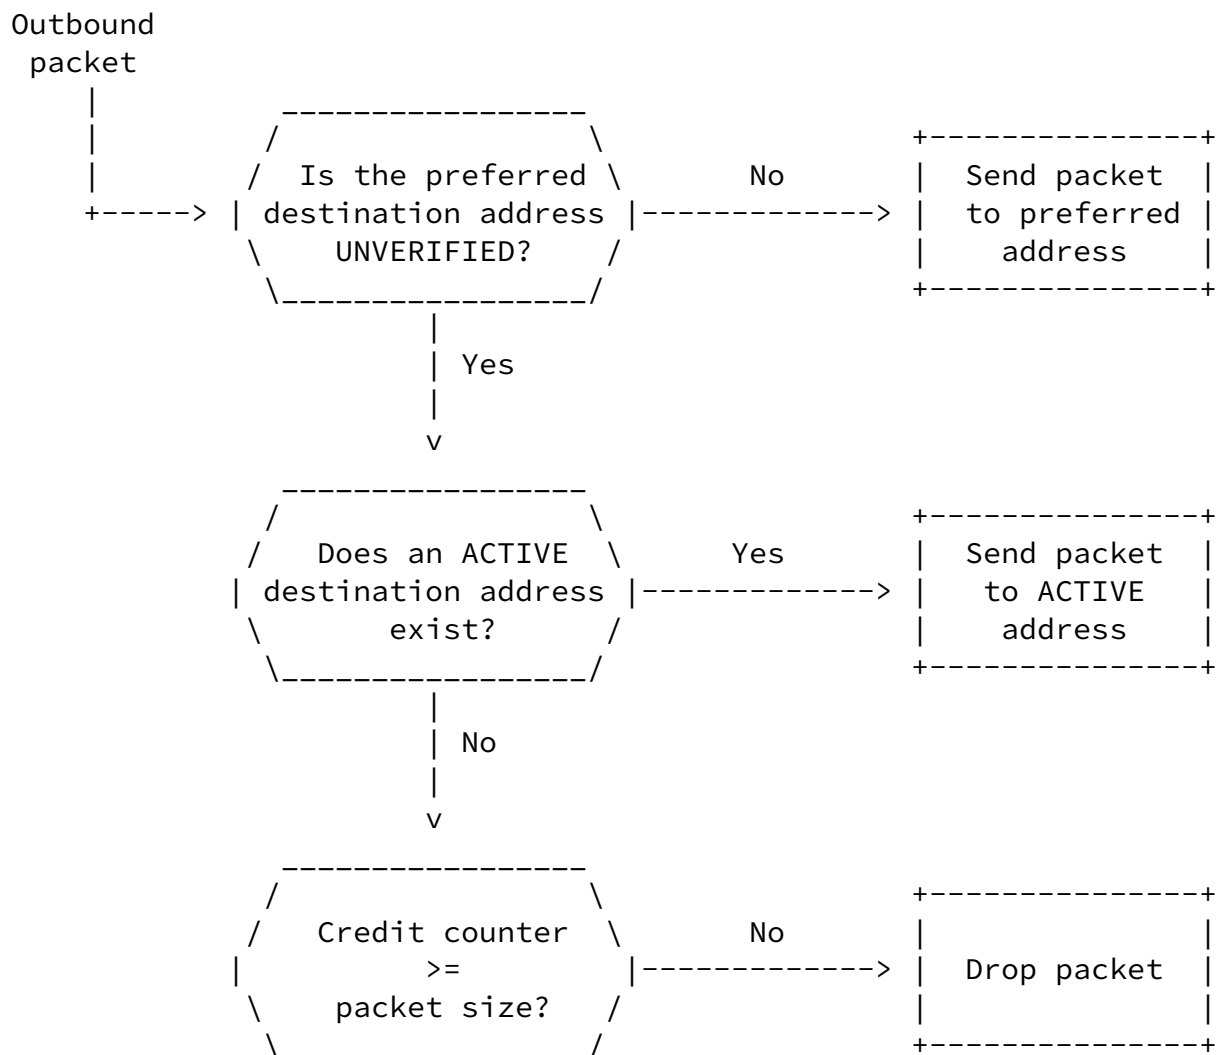 Outbound
packet
Is the preferred No Send packet
+-----> | destination address |-------------> | to preferred |
UNVERIFIED? address
Yes
v
Does an ACTIVE Yes Send packet
destination address |-------------> | to ACTIVE
exist? address
No
v
Credit counter No
>= |-------------> | Drop packet
packet size?